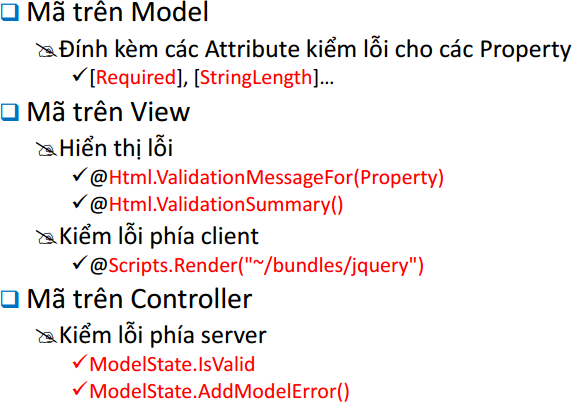 Mã trên Model
Đính kèm các Attribute kiểm lỗi cho các Property
[Required], [StringLength]…
Mã trên View
Hiển thị lỗi
@Html.ValidationMessageFor(Property)
@Html.ValidationSummary()
Kiểm lỗi phía client
@Scripts.Render("~/bundles/jquery")
Mã trên Controller
Kiểm lỗi phía server
ModelState.IsValid
ModelState.AddModelError()